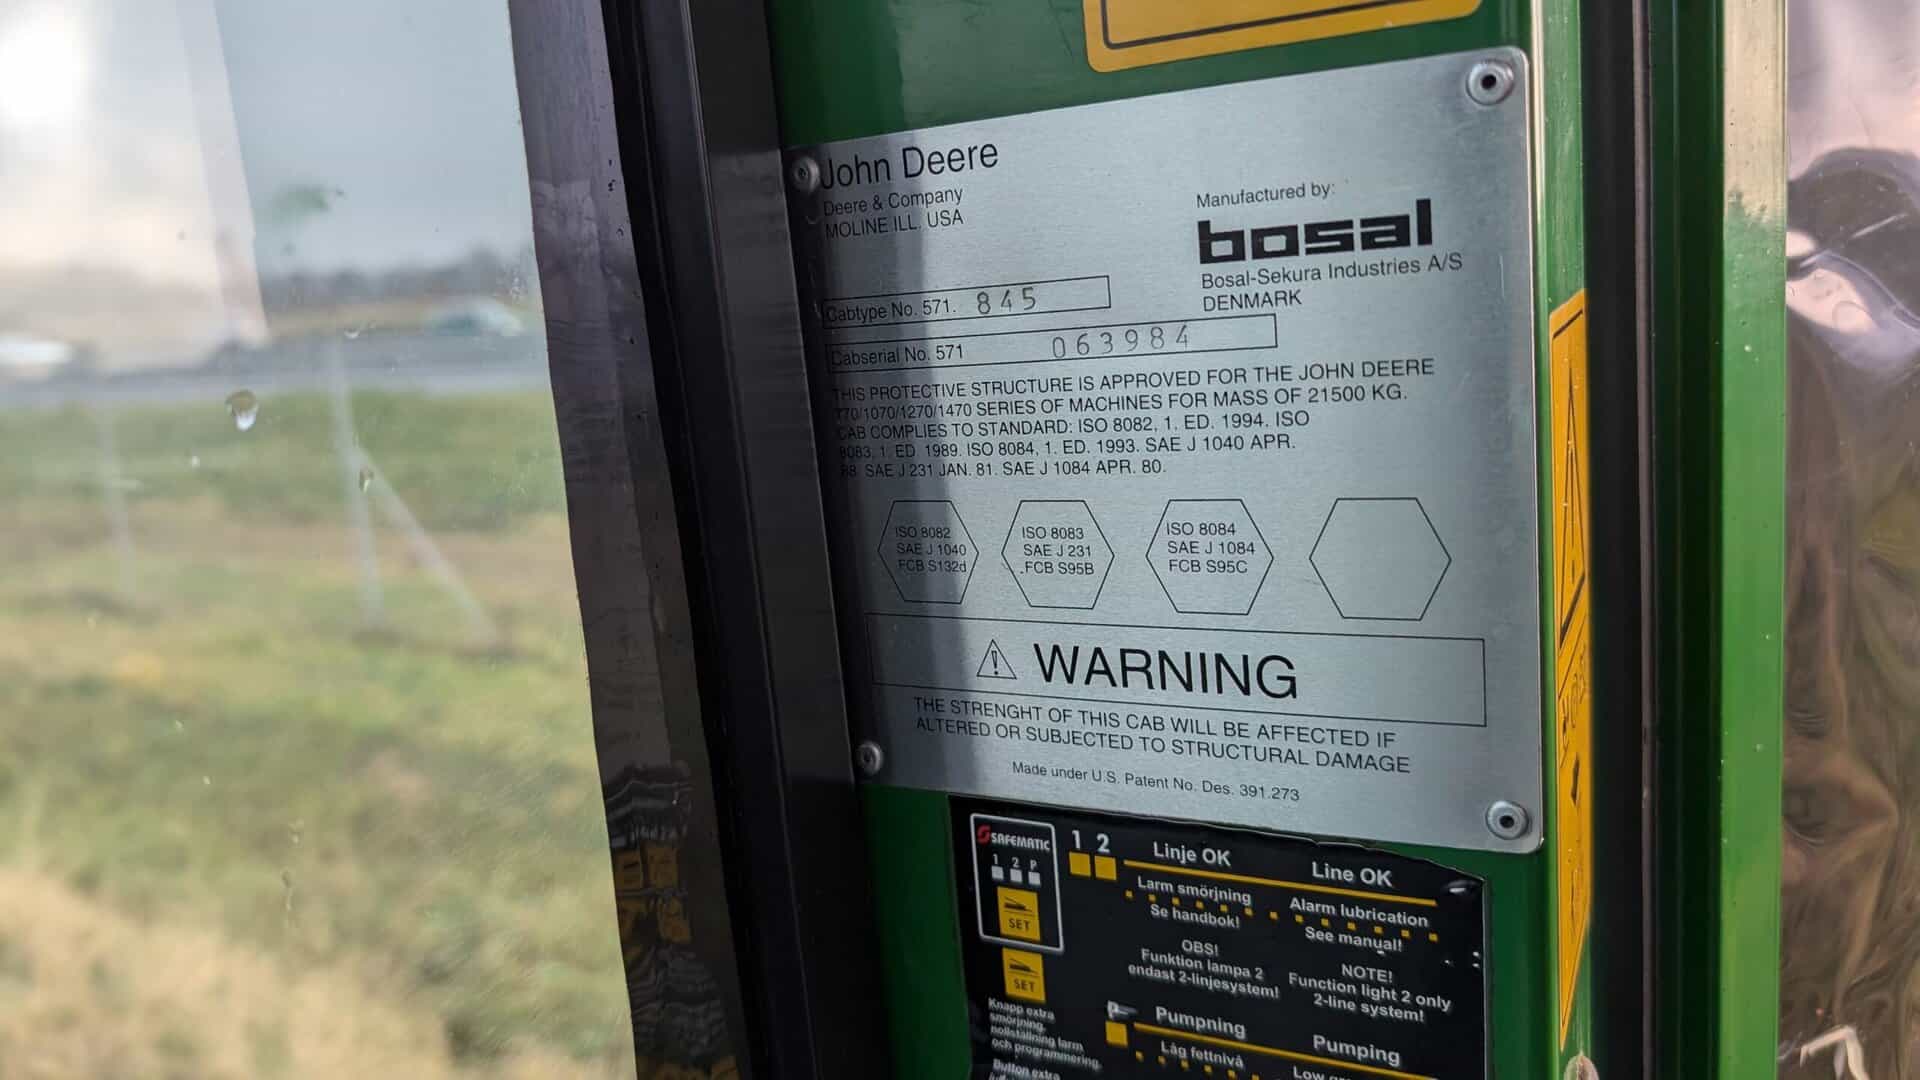 John Deere
Deere & Company
MOLINE ILL. USA
Manufactured by:
bosal
Bosal-Sekura Industries A/S
DENMARK
Cabtype No. 571. 845
Cabserial No. 571 063984
THIS PROTECTIVE STRUCTURE IS APPROVED FOR THE JOHN DEERE
770/1070/1270/1470 SERIES OF MACHINES FOR MASS OF 21500 KG.
CAB COMPLIES TO STANDARD: ISO 8082, 1. ED. 1994. ISO
8083, 1. ED. 1989. ISO 8084, 1. ED. 1993. SAE J 1040 APR.
88. SAE J 231 JAN. 81. SAE J 1084 APR. 80.
ISO 8082
SAE J 1040
FCB S132d
ISO 8083
SAE J 231
FCB S95B
ISO 8084
SAE J 1084
FCB S95C
WARNING
THE STRENGHT OF THIS CAB WILL BE AFFECTED IF
ALTERED OR SUBJECTED TO STRUCTURAL DAMAGE
Made under U.S. Patent No. Des. 391.273
SAFEMATIC
1 2 P
SET
SET
Knapp extra
smörjning,
nollställning larm
och programmering.
Button extra
1 2
Linje OK
Larm smörjning
Se handbok!
OBS!
Funktion lampa 2
endast 2-linjesystem!
Pumpning
Låg fettnivå
Line OK
Alarm lubrication
See manual!
NOTE!
Function light 2 only
2-line system!
Pumping
Low